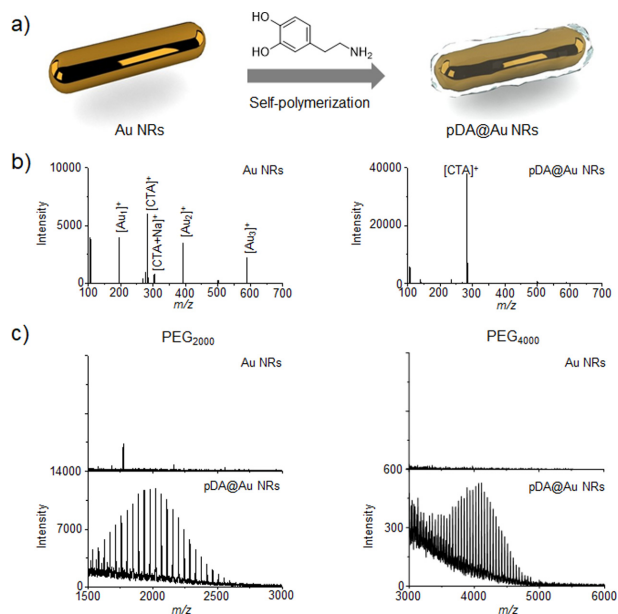 a)
HO
HO
NH₂
Self-polymerization
Au NRs
pDA@Au NRs
b)
10000
5000
0
Intensity
Au NRs
[Au₁]⁺
[CTA]⁺
[CTA+Na]⁺
[Au₂]⁺
[Au₃]⁺
100 200 300 400 500 600 700
m/z
40000
20000
0
Intensity
[CTA]⁺
pDA@Au NRs
100 200 300 400 500 600 700
m/z
c)
PEG₂₀₀₀
Au NRs
14000
pDA@Au NRs
7000
0
Intensity
1500 2000 2500 3000
m/z
PEG₄₀₀₀
Au NRs
600
pDA@Au NRs
300
0
Intensity
3000 4000 5000 6000
m/z